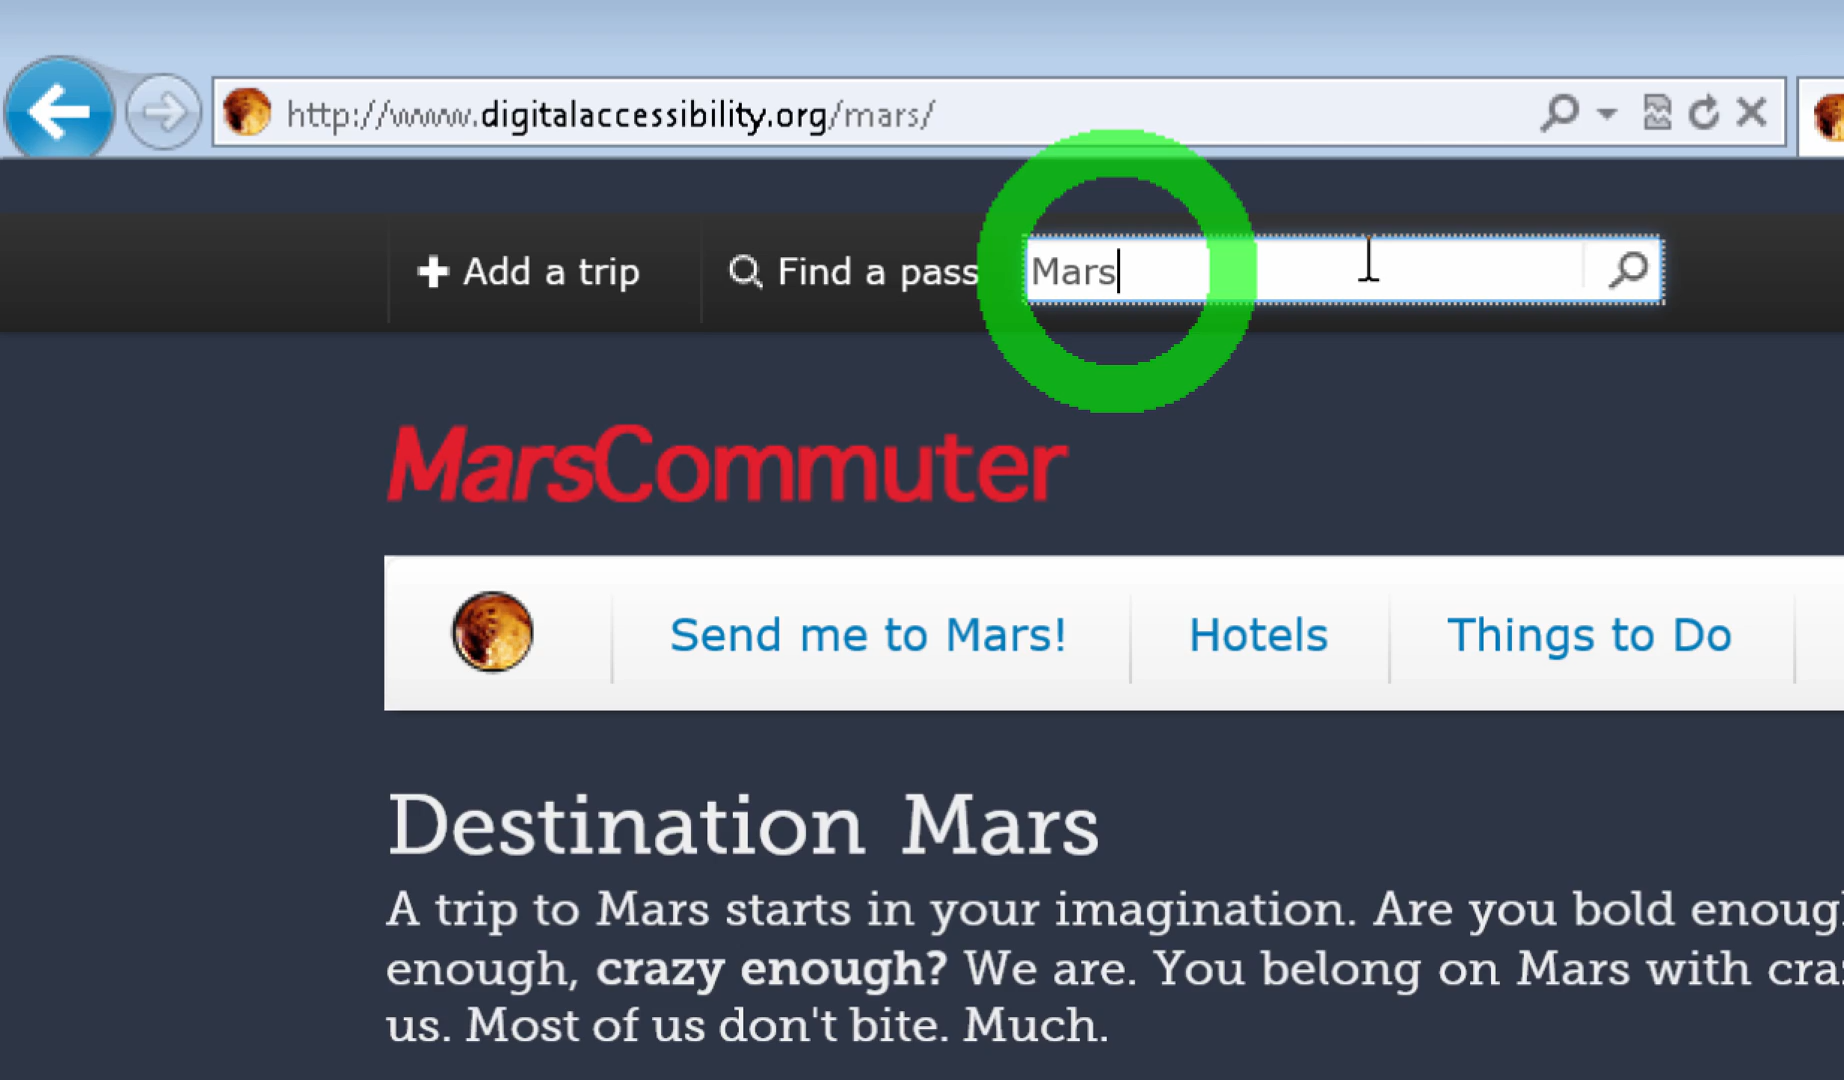 http://www.digitalaccessibility.org/mars/
Add a trip
Find a pass
Mars
MarsCommuter
Send me to Mars!
Hotels
Things to Do
Destination Mars
A trip to Mars starts in your imagination. Are you bold
enough, crazy enough? We are. You belong on Mars with
us. Most of us don't bite. Much.